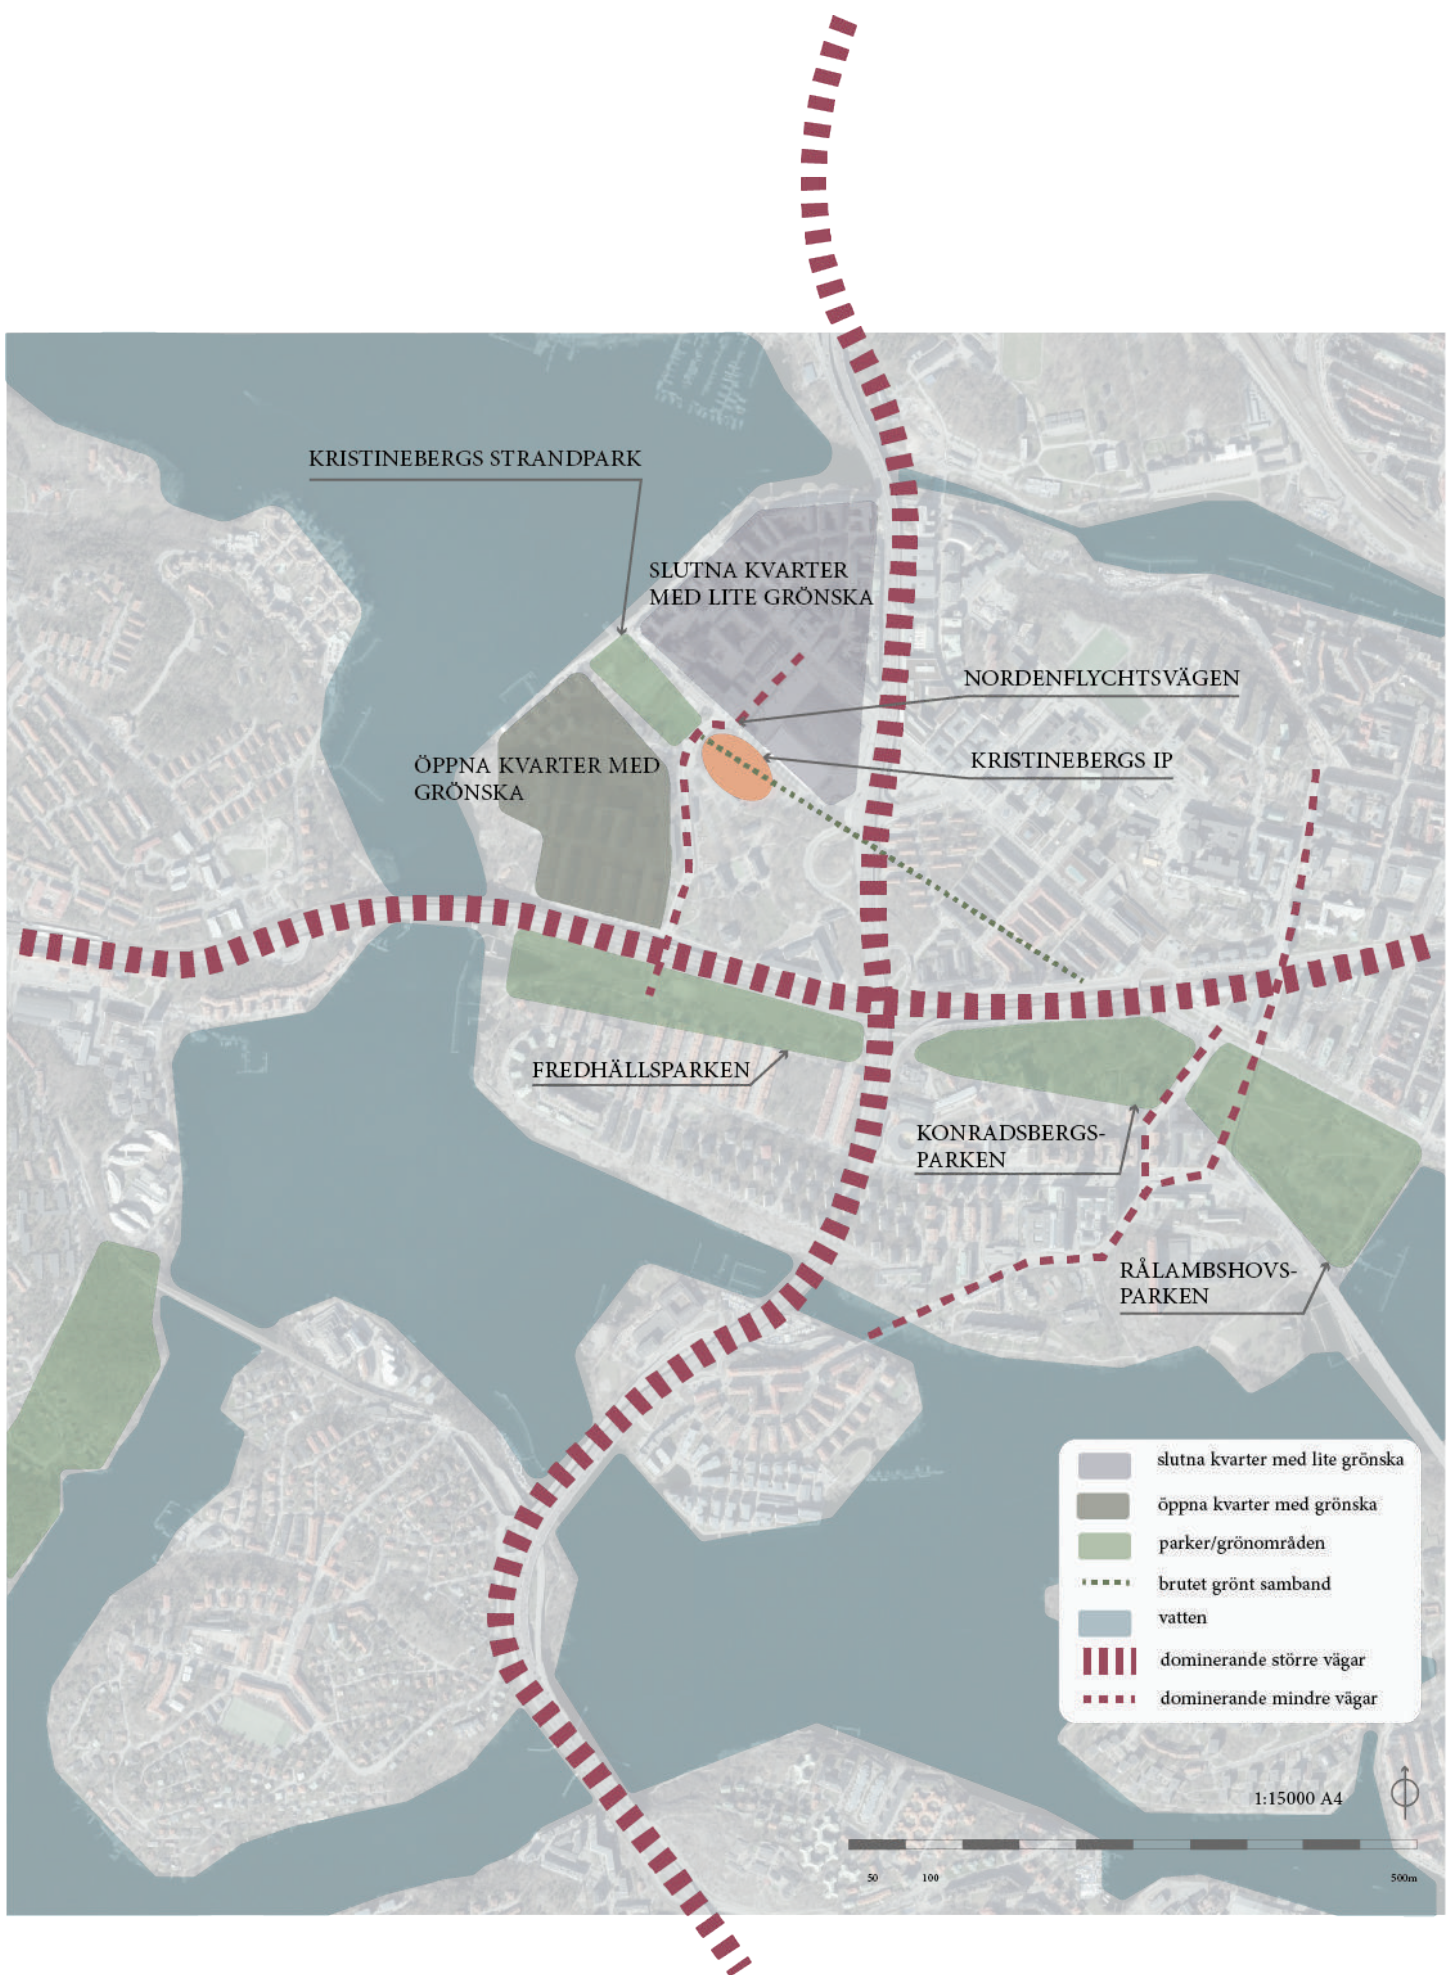 KRISTINEBERGS STRANDPARK
SLUTNA KVARTER
MED LITE GRÖNSKA
NORDENFLYCHTSVÄGEN
KRISTINEBERGS IP
ÖPPNA KVARTER MED
GRÖNSKA
FREDHÄLLSPARKEN
KONRADSBERGS-
PARKEN
RÅLAMBSHOVS-
PARKEN
slutna kvarter med lite grönska
öppna kvarter med grönska
parker/grönområden
brutet grönt samband
vatten
dominerande större vägar
dominerande mindre vägar
1:15000 A4
50 100 500m